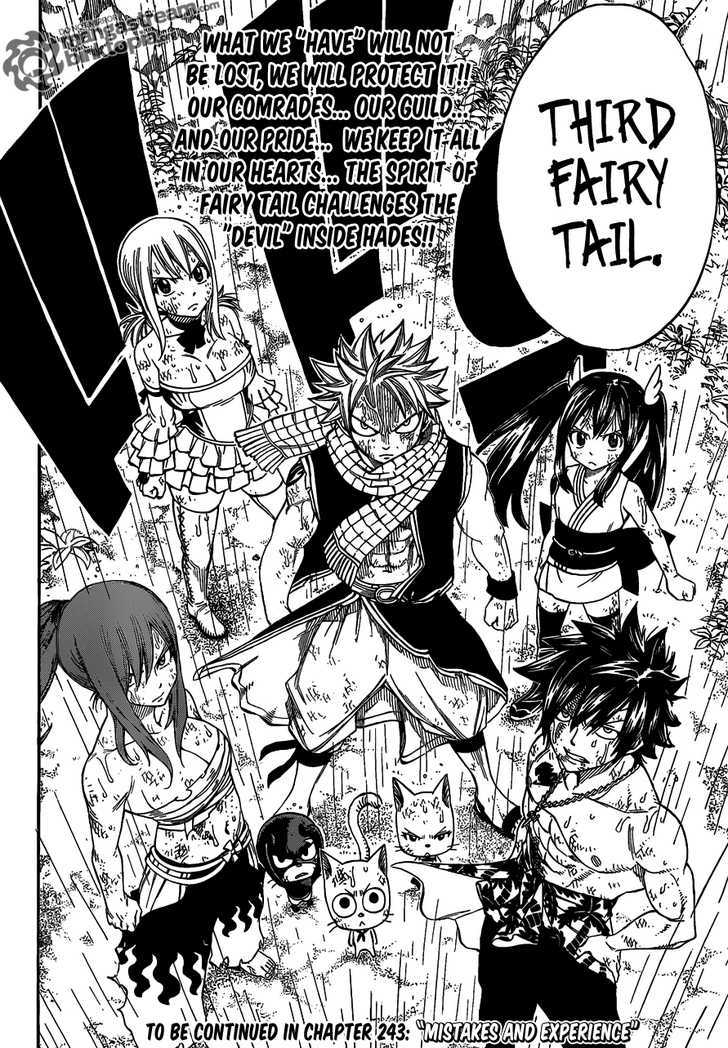 mangastream.com
WHAT WE "HAVE" WILL NOT
BE LOST, WE WILL PROTECT IT!!
OUR COMRADES... OUR GUILD...
AND OUR PRIDE... WE KEEP IT ALL
IN OUR HEARTS... THE SPIRIT OF
FAIRY TAIL CHALLENGES THE
"DEVIL" INSIDE HADES!!
THIRD
FAIRY
TAIL.
TO BE CONTINUED IN CHAPTER 243: "MISTAKES AND EXPERIENCE"